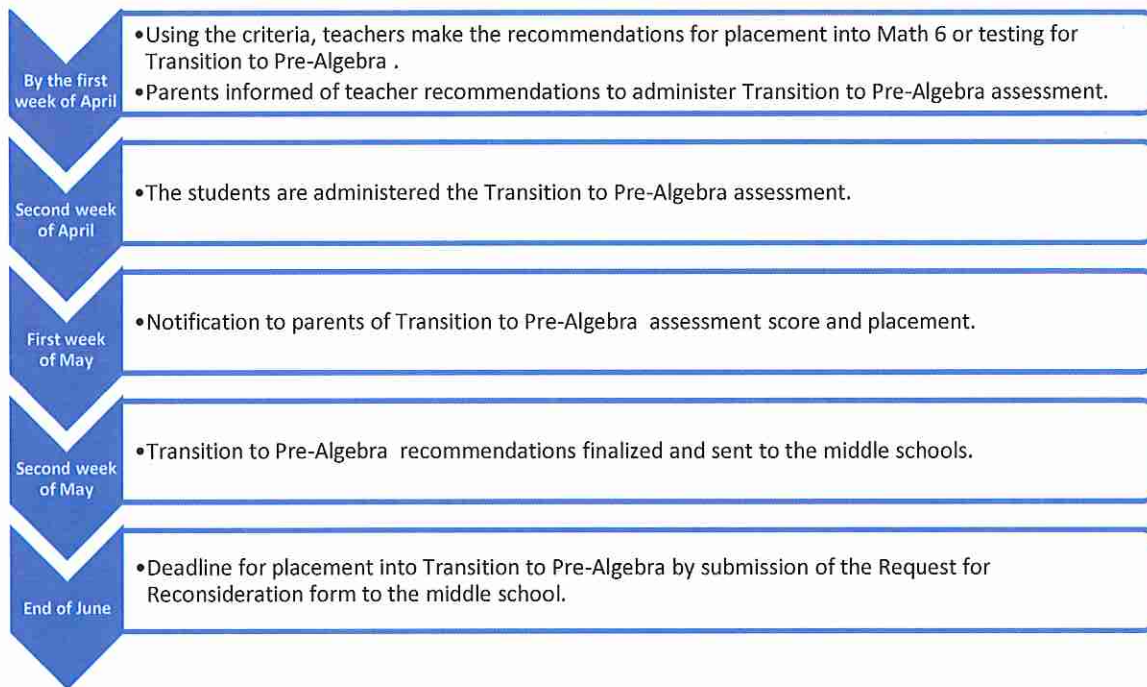 By the first
week of April
•Using the criteria, teachers make the recommendations for placement into Math 6 or testing for
Transition to Pre-Algebra .
•Parents informed of teacher recommendations to administer Transition to Pre-Algebra assessment.
Second week
of April
•The students are administered the Transition to Pre-Algebra assessment.
First week
of May
•Notification to parents of Transition to Pre-Algebra  assessment score and placement.
Second week
of May
•Transition to Pre-Algebra  recommendations finalized and sent to the middle schools.
End of June
•Deadline for placement into Transition to Pre-Algebra by submission of the Request for
Reconsideration form to the middle school.